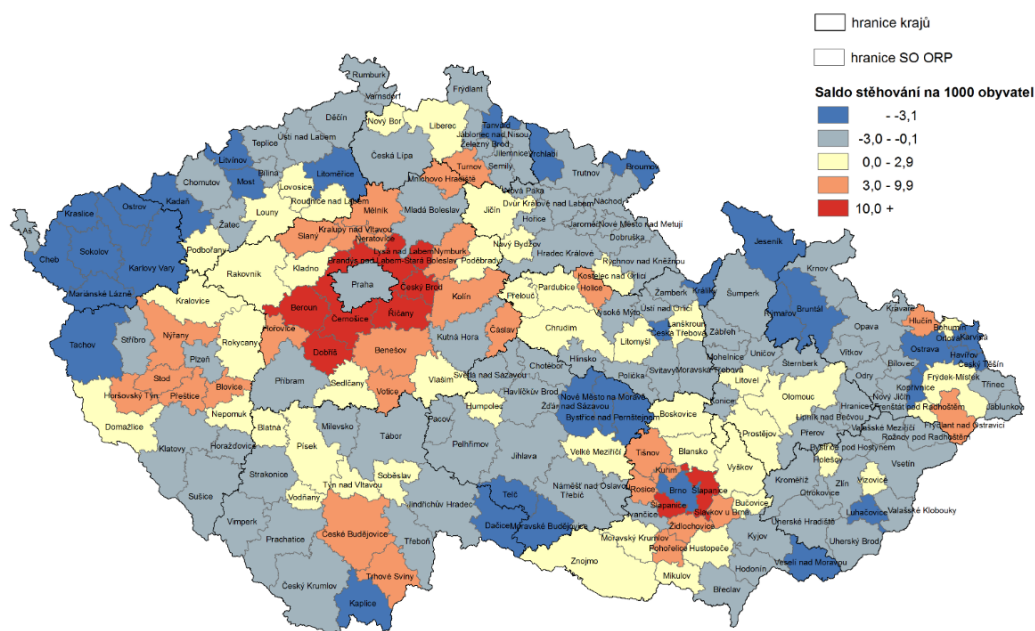 hranice krajů
hranice SO ORP
Saldo stěhování na 1000 obyvatel
- -3,1
-3,0 - -0,1
0,0 - 2,9
3,0 - 9,9
10,0 +
Rumburk
Varnsdorf
Frýdlant
Děčín
Nový Bor
Liberec
Tanvald
Ústí nad Labem
Jablonec nad Nisou
Teplice
Železný Brod
Česká Lípa
Jilemnice
Vrchlabí
Litvínov
Bílina
Semily
Broumov
Most
Litoměřice
Turnov
Trutnov
Chomutov
Mnichovo Hradiště
Kadaň
Lovosice
Nová Paka
Ostrov
Roudnice nad Labem
Jičín
Dvůr Králové nad Labem
Náchod
Kraslice
Žatec
Louny
Mělník
Mladá Boleslav
Hořice
Jaroměř
Nové Město nad Metují
Aš
Sokolov
Podbořany
Slaný
Kralupy nad Vltavou
Neratovice
Dobruška
Cheb
Karlovy Vary
Lysá nad Labem
Nymburk
Nový Bydžov
Hradec Králové
Rychnov nad Kněžnou
Jeseník
Rakovník
Kladno
Brandýs nad Labem-Stará Boleslav
Poděbrady
Kostelec nad Orlicí
Mariánské Lázně
Praha
Český Brod
Pardubice
Holice
Žamberk
Králíky
Krnov
Kralovice
Beroun
Kolín
Přelouč
Šumperk
Tachov
Stříbro
Nýřany
Černošice
Říčany
Vysoké Mýto
Ústí nad Orlicí
Lanškroun
Rýmařov
Bruntál
Kravaře
Hlučín
Bohumín
Rokycany
Hořovice
Čáslav
Chrudim
Česká Třebová
Zábřeh
Opava
Orlová
Karviná
Plzeň
Dobříš
Benešov
Kutná Hora
Litomyšl
Ostrava
Havířov
Stod
Blovice
Příbram
Hlinsko
Mohelnice
Uničov
Šternberk
Vítkov
Bílovec
Český Těšín
Horšovský Týn
Přeštice
Sedlčany
Votice
Vlašim
Světlá nad Sázavou
Chotěboř
Polička
Svitavy
Moravská Třebová
Litovel
Odry
Kopřivnice
Frýdek-Místek
Třinec
Domažlice
Nepomuk
Havlíčkův Brod
Nové Město na Moravě
Konice
Olomouc
Nový Jičín
Jablunkov
Klatovy
Horažďovice
Blatná
Milevsko
Humpolec
Žďár nad Sázavou
Bystřice nad Pernštejnem
Boskovice
Lipník nad Bečvou
Hranice
Frenštát pod Radhoštěm
Frýdlant nad Ostravicí
Písek
Tábor
Pacov
Pelhřimov
Prostějov
Přerov
Valašské Meziříčí
Rožnov pod Radhoštěm
Strakonice
Jihlava
Velké Meziříčí
Blansko
Bystřice pod Hostýnem
Sušice
Soběslav
Tišnov
Vyškov
Holešov
Vsetín
Vodňany
Týn nad Vltavou
Kuřim
Kroměříž
Zlín
Vizovice
Jindřichův Hradec
Telč
Náměšť nad Oslavou
Rosice
Brno
Šlapanice
Otrokovice
Vimperk
Třebíč
Ivančice
Šlapanice
Bučovice
Slavkov u Brna
Luhačovice
Valašské Klobouky
Dačice
Moravské Budějovice
Židlochovice
Uherské Hradiště
Prachatice
České Budějovice
Třeboň
Moravský Krumlov
Pohořelice
Hustopeče
Kyjov
Uherský Brod
Znojmo
Veselí nad Moravou
Český Krumlov
Trhové Sviny
Mikulov
Hodonín
Kaplice
Břeclav